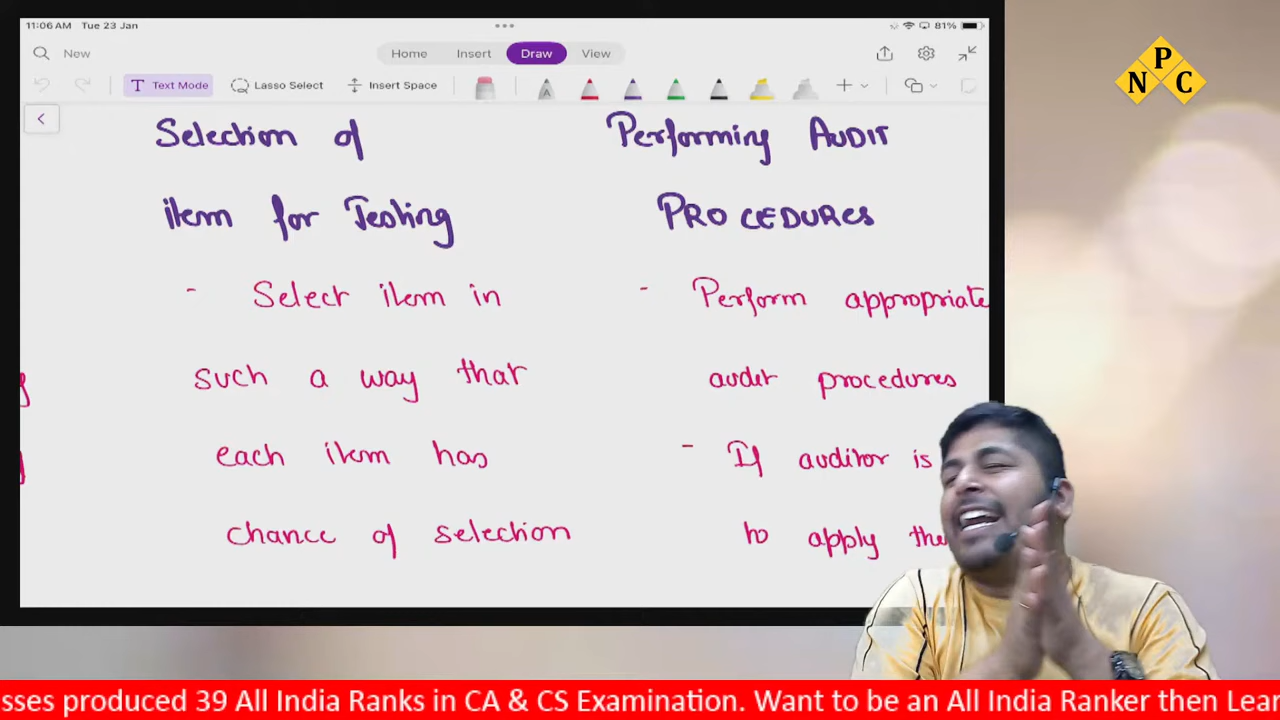 11:06 AM Tue 23 Jan
81%
New
Home Insert Draw View
Text Mode Lasso Select Insert Space
Selection of
item for Testing
- Select item in
such a way that
each item has
chance of selection
Performing AUDIT
PROCEDURES
- Perform appropriate
audit procedures
- If auditor is
to apply the
N P C
sses produced 39 All India Ranks in CA & CS Examination. Want to be an All India Ranker then Lear